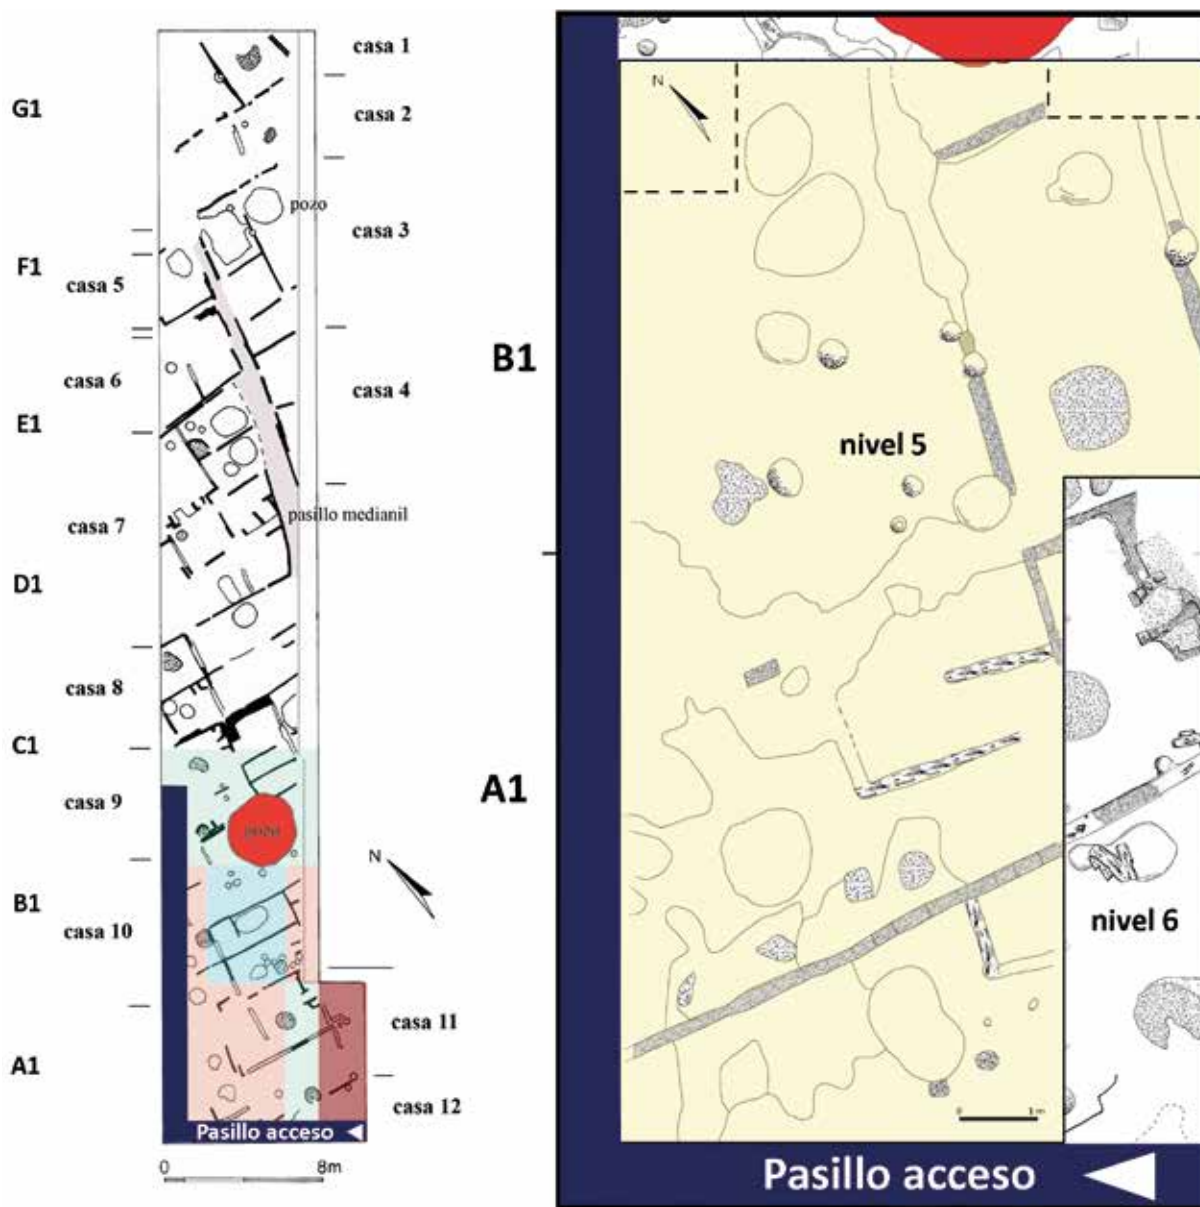 casa 1
G1
casa 2
pozo
casa 3
F1
casa 5
casa 6
casa 4
E1
pasillo medianil
casa 7
D1
casa 8
C1
casa 9
pozo
N
B1
casa 10
casa 11
A1
casa 12
Pasillo acceso
0 8m
N
B1
nivel 5
A1
nivel 6
0 1m
Pasillo acceso